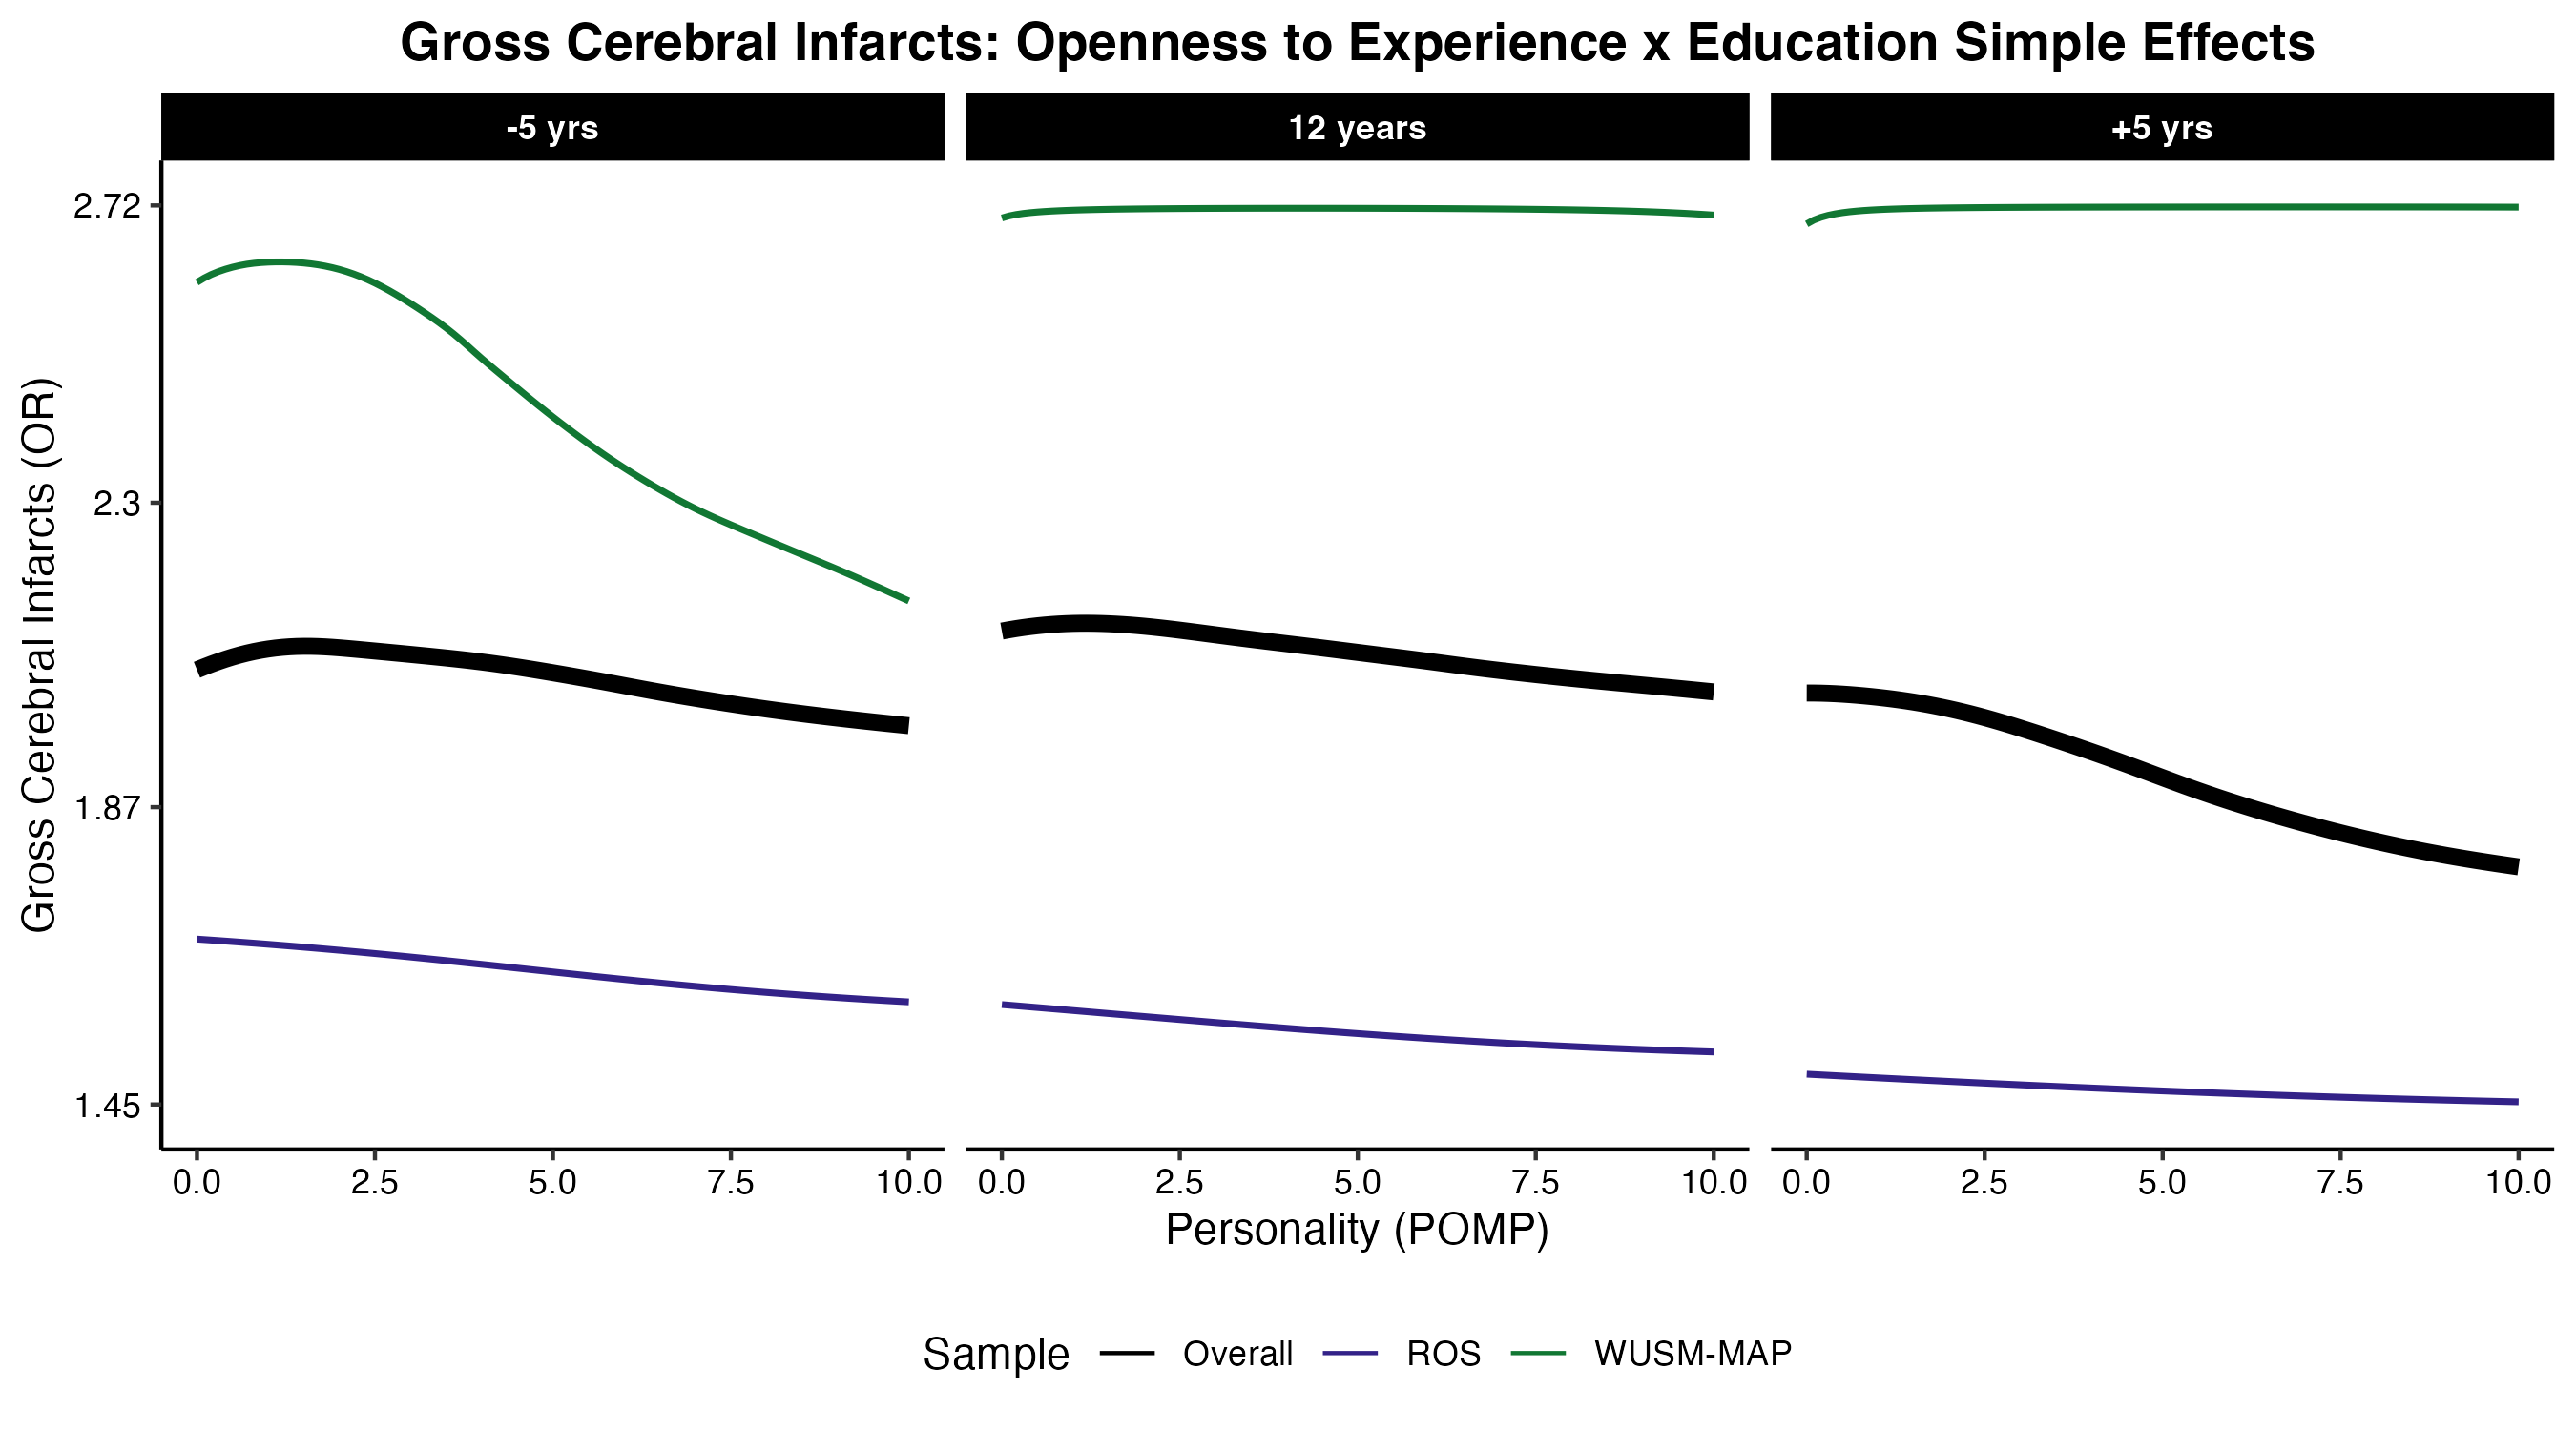 Gross Cerebral Infarcts: Openness to Experience x Education Simple Effects
-5 yrs
12 years
+5 yrs
Gross Cerebral Infarcts (OR)
2.72
2.3
1.87
1.45
0.0 2.5 5.0 7.5 10.0
0.0 2.5 5.0 7.5 10.0
0.0 2.5 5.0 7.5 10.0
Personality (POMP)
Sample Overall ROS WUSM-MAP